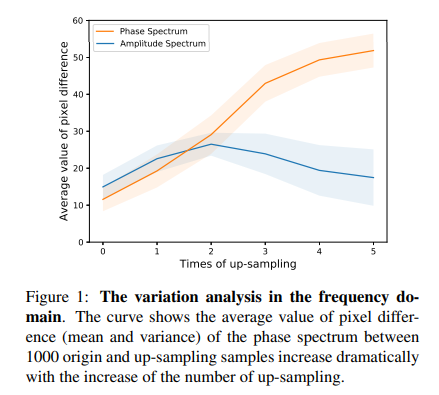 60
Phase Spectrum
Amplitude Spectrum
50
40
30
20
10
0
Average value of pixel difference
0 1 2 3 4 5
Times of up-sampling
Figure 1: The variation analysis in the frequency do-
main. The curve shows the average value of pixel differ-
ence (mean and variance) of the phase spectrum between
1000 origin and up-sampling samples increase dramatically
with the increase of the number of up-sampling.